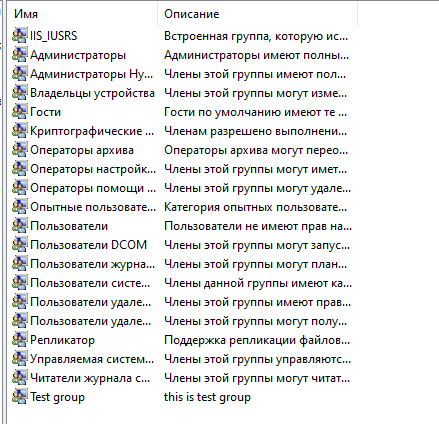 Имя Описание
IIS_IUSRS Встроенная группа, которую ис...
Администраторы Администраторы имеют полны...
Администраторы Hy... Члены этой группы имеют пол...
Владельцы устройства Члены этой группы могут изме...
Гости Гости по умолчанию имеют те ...
Криптографические ... Членам разрешено выполнени...
Операторы архива Операторы архива могут перео...
Операторы настройк... Члены этой группы могут имет...
Операторы помощи ... Члены этой группы могут удале...
Опытные пользовате... Категория опытных пользовате...
Пользователи Пользователи не имеют прав на...
Пользователи DCOM Члены этой группы могут запус...
Пользователи журна... Члены этой группы могут план...
Пользователи систе... Члены данной группы имеют ка...
Пользователи удале... Члены этой группы имеют прав...
Пользователи удале... Члены этой группы могут полу...
Репликатор Поддержка репликации файлов...
Управляемая систем... Члены этой группы управляютс...
Читатели журнала с... Члены этой группы могут читат...
Test group this is test group